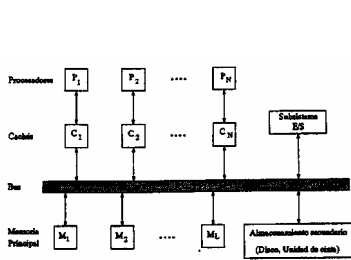 Procesadores P1 P2 .... PN
Subsistema
E/S
Cachés C1 C2 .... CN
Bus
Memoria
Principal M1 M2 .... ML
Almacenamiento secundario
(Disco, Unidad de cinta)